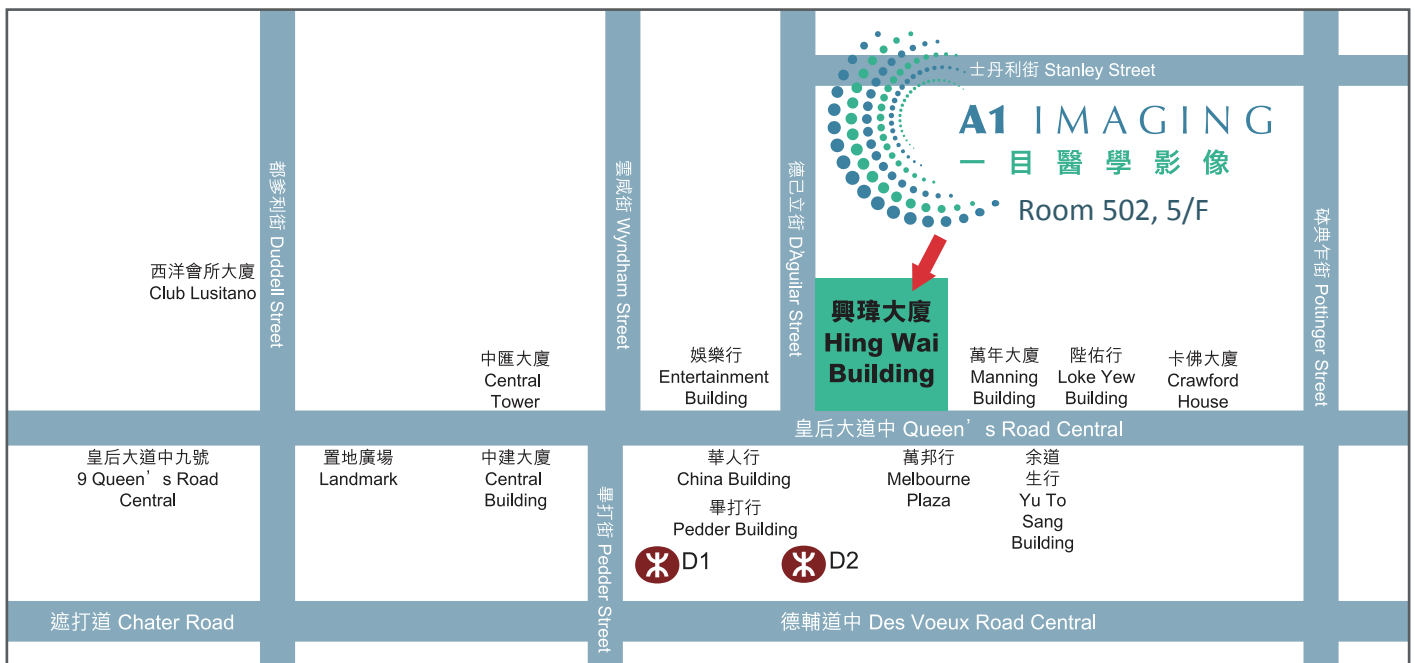 士丹利街 Stanley Street
A1 IMAGING
一目醫學影像
Room 502, 5/F
都爹利街 Duddell Street
雲咸街 Wyndham Street
德己立街 D'Aguilar Street
砵典乍街 Pottinger Street
西洋會所大廈
Club Lusitano
中匯大廈
Central
Tower
娛樂行
Entertainment
Building
興瑋大廈
Hing Wai
Building
萬年大廈
Manning
Building
陞佑行
Loke Yew
Building
卡佛大廈
Crawford
House
皇后大道中 Queen’s Road Central
皇后大道中九號
9 Queen’s Road
Central
置地廣場
Landmark
中建大廈
Central
Building
畢打街 Pedder Street
華人行
China Building
畢打行
Pedder Building
萬邦行
Melbourne
Plaza
余道
生行
Yu To
Sang
Building
D1
D2
遮打道 Chater Road
德輔道中 Des Voeux Road Central